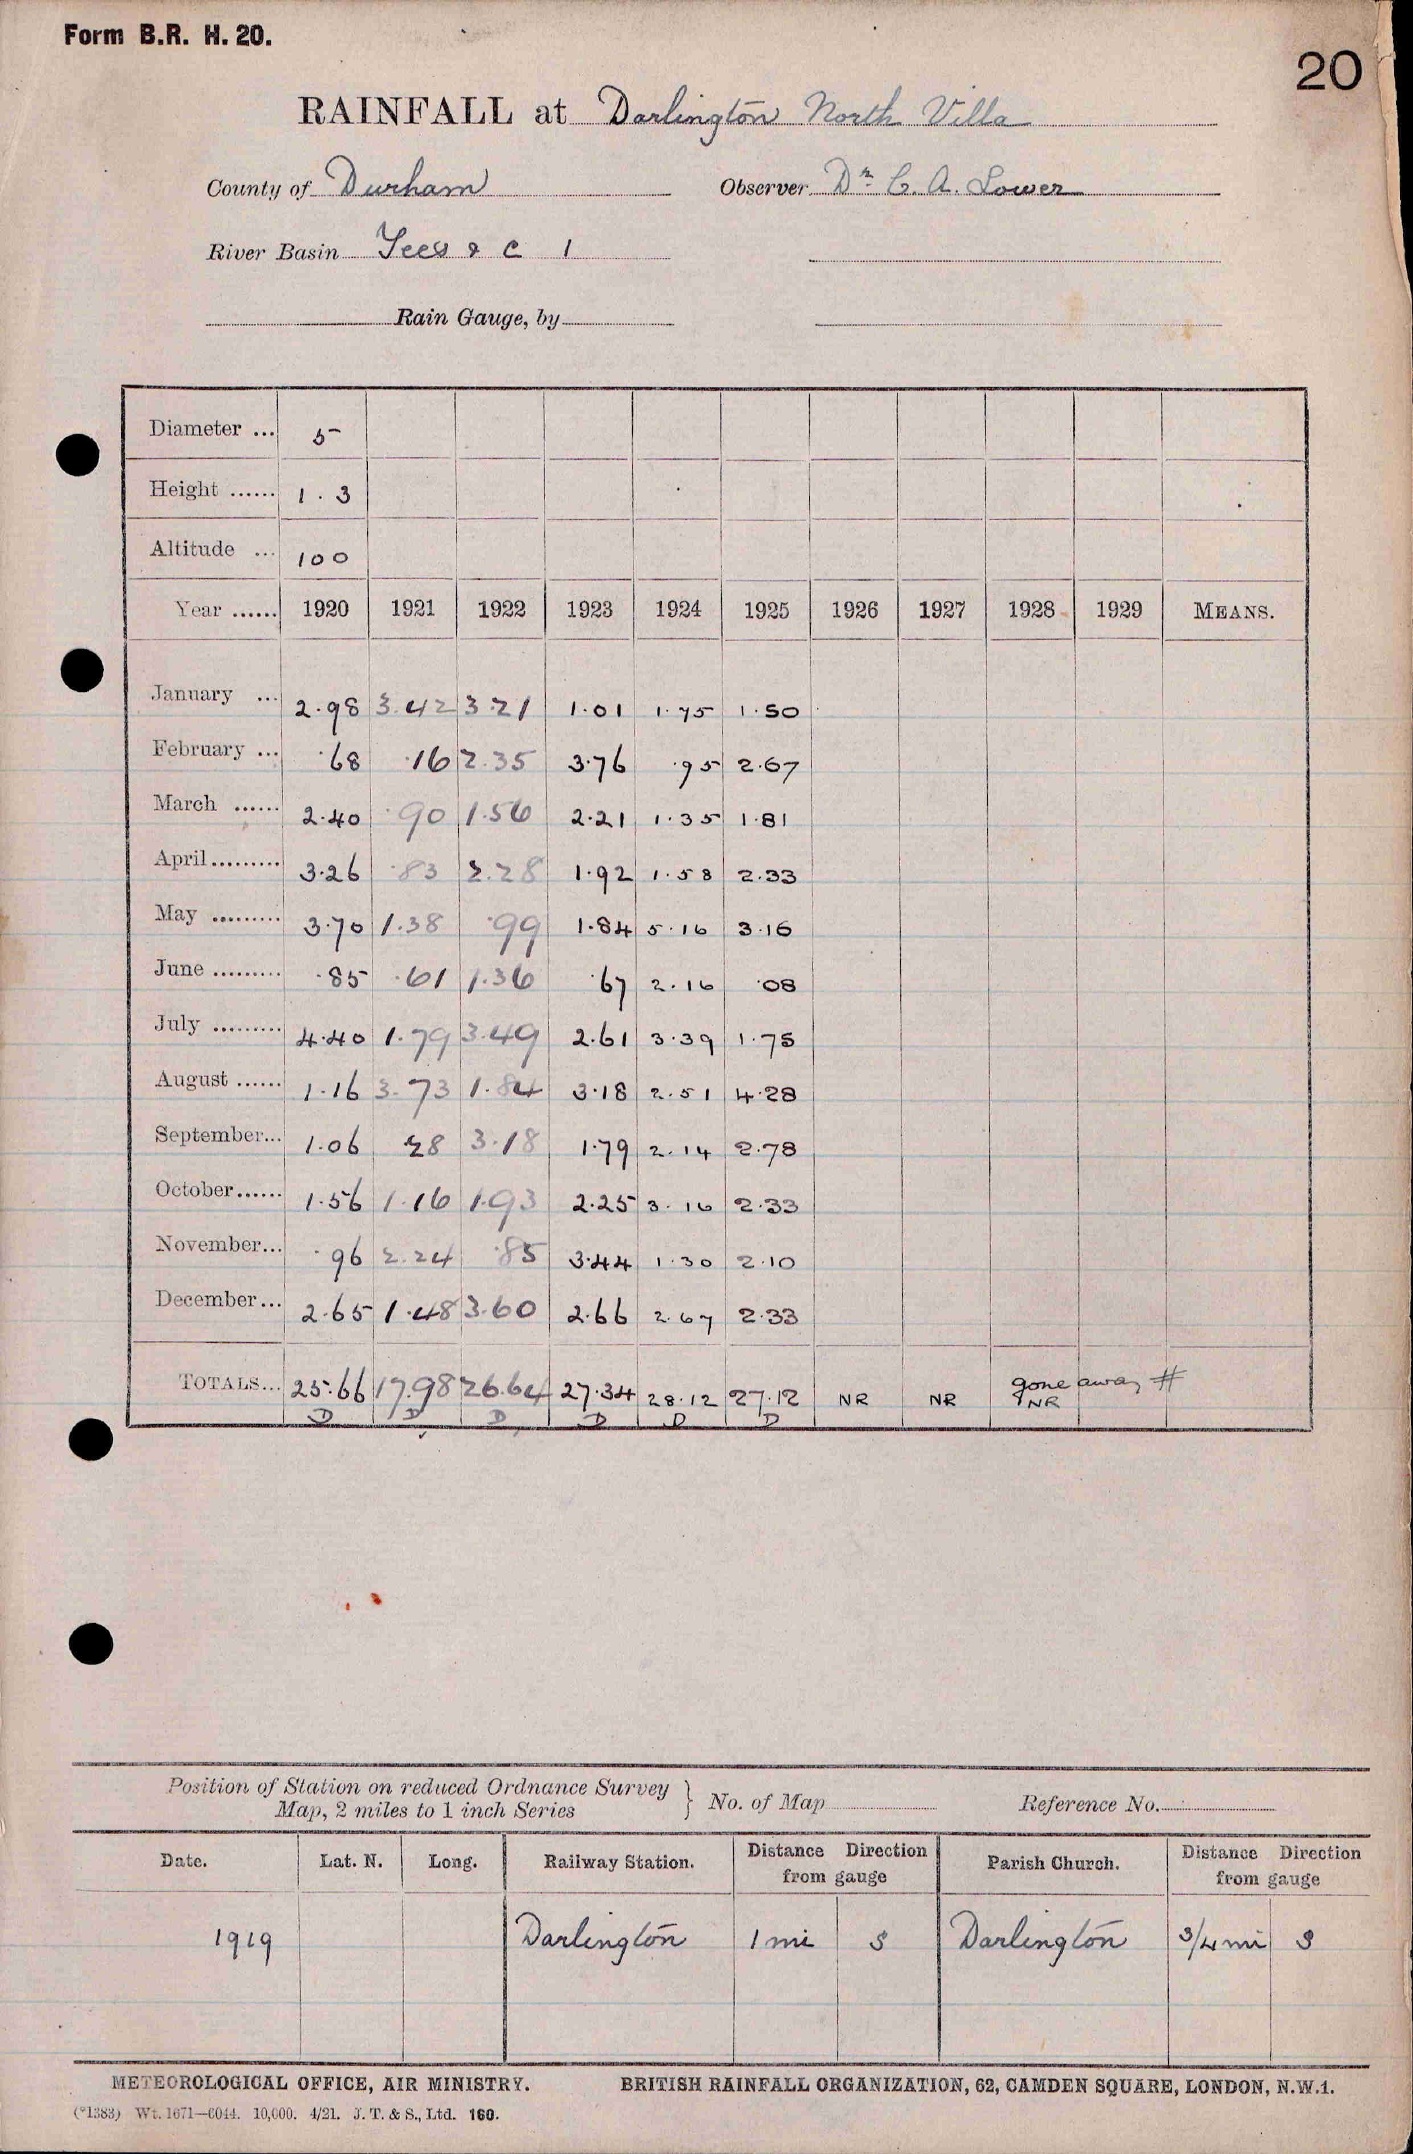 Form B.R. H. 20.
20
RAINFALL at Darlington North Villa
County of Durham Observer Dr C. A. Lower
River Basin Tees & C 1
Rain Gauge, by
Diameter ... 5
Height ...... 1.3
Altitude ... 100
Year ...... 1920 1921 1922 1923 1924 1925 1926 1927 1928 1929 MEANS.
January ... 2.98 3.42 3.21 1.01 1.75 1.50
February ... .68 .16 2.35 3.76 .95 2.67
March ...... 2.40 .90 1.56 2.21 1.35 1.81
April......... 3.26 .83 2.28 1.92 1.58 2.33
May ......... 3.70 1.38 .99 1.84 5.16 3.16
June ......... .85 .61 1.36 .67 2.16 .08
July ......... 4.40 1.79 3.49 2.61 3.39 1.75
August ...... 1.16 3.73 1.84 3.18 2.51 4.28
September... 1.06 .28 3.18 1.79 2.14 2.78
October...... 1.56 1.16 1.93 2.25 3.16 2.33
November... .96 2.24 .85 3.44 1.30 2.10
December... 2.65 1.48 3.60 2.66 2.67 2.33
TOTALS... 25.66 17.98 26.64 27.34 28.12 27.12 NR NR gone away #
NR
D D D D D D
Position of Station on reduced Ordnance Survey
Map, 2 miles to 1 inch Series } No. of Map Reference No.
Date. Lat. N. Long. Railway Station. Distance Direction from gauge Parish Church. Distance Direction from gauge
1919 Darlington 1 mi S Darlington 3/4 mi S
METEOROLOGICAL OFFICE, AIR MINISTRY. BRITISH RAINFALL ORGANIZATION, 62, CAMDEN SQUARE, LONDON, N.W.1.
(*1383) Wt. 1671—6044. 10,000. 4/21. J. T. & S., Ltd. 160.